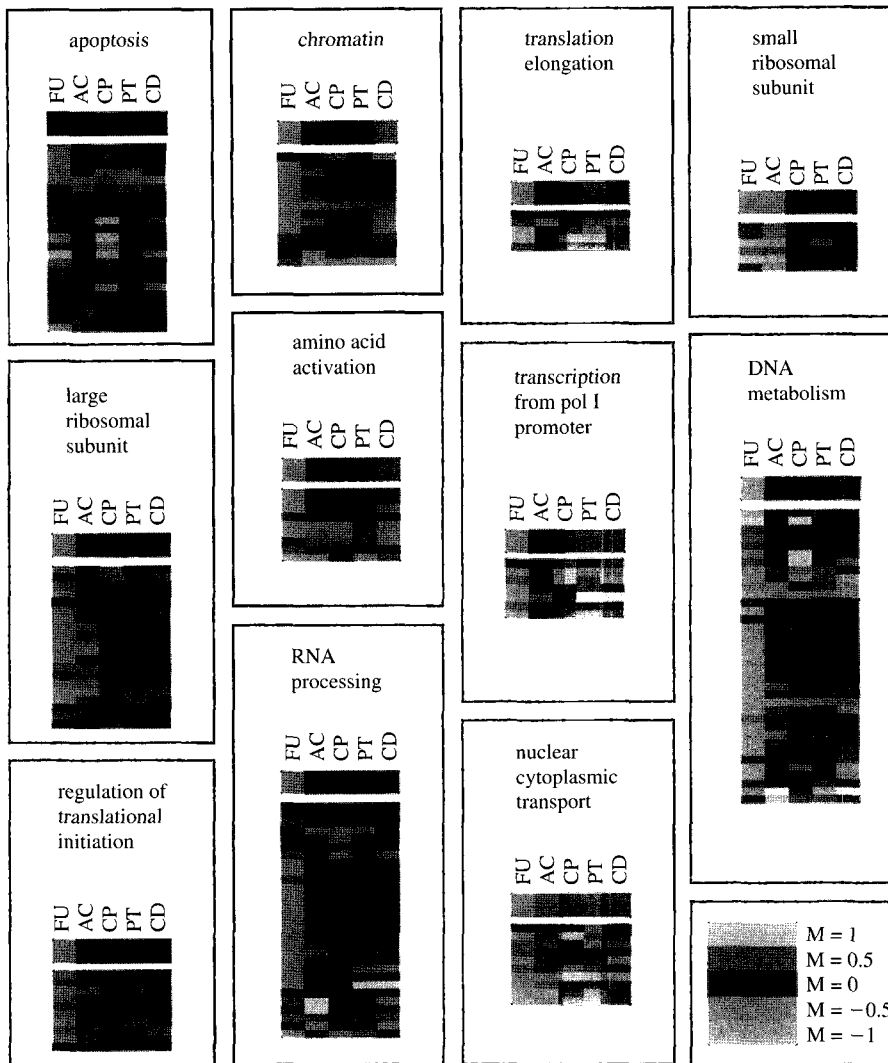 apoptosis
FU AC CP PT CD
chromatin
FU AC CP PT CD
translation
elongation
FU AC CP PT CD
small
ribosomal
subunit
FU AC CP PT CD
large
ribosomal
subunit
FU AC CP PT CD
amino acid
activation
FU AC CP PT CD
transcription
from pol I
promoter
FU AC CP PT CD
DNA
metabolism
FU AC CP PT CD
regulation of
translational
initiation
FU AC CP PT CD
RNA
processing
FU AC CP PT CD
nuclear
cytoplasmic
transport
FU AC CP PT CD
M = 1
M = 0.5
M = 0
M = −0.5
M = −1